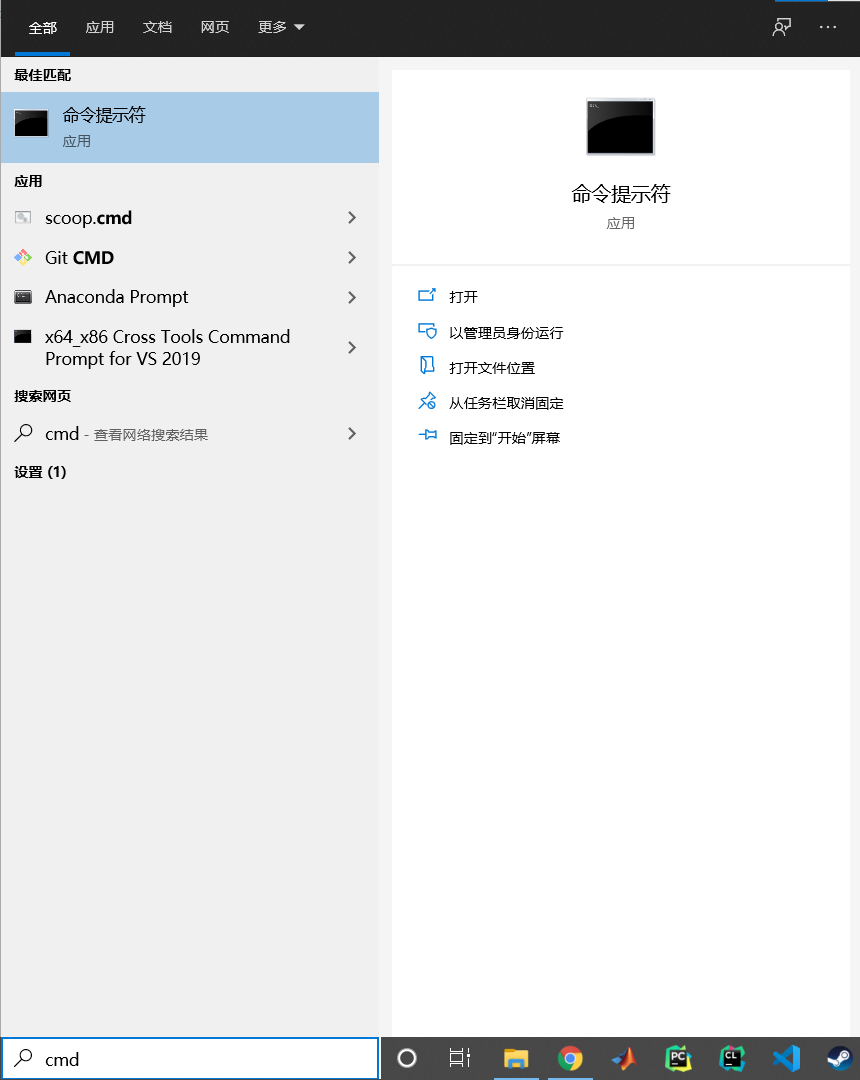 全部 应用 文档 网页 更多
最佳匹配
命令提示符
应用
应用
scoop.cmd
Git CMD
Anaconda Prompt
x64_x86 Cross Tools Command
Prompt for VS 2019
搜索网页
cmd - 查看网络搜索结果
设置 (1)
命令提示符
应用
打开
以管理员身份运行
打开文件位置
从任务栏取消固定
固定到“开始”屏幕
cmd
PC
CL